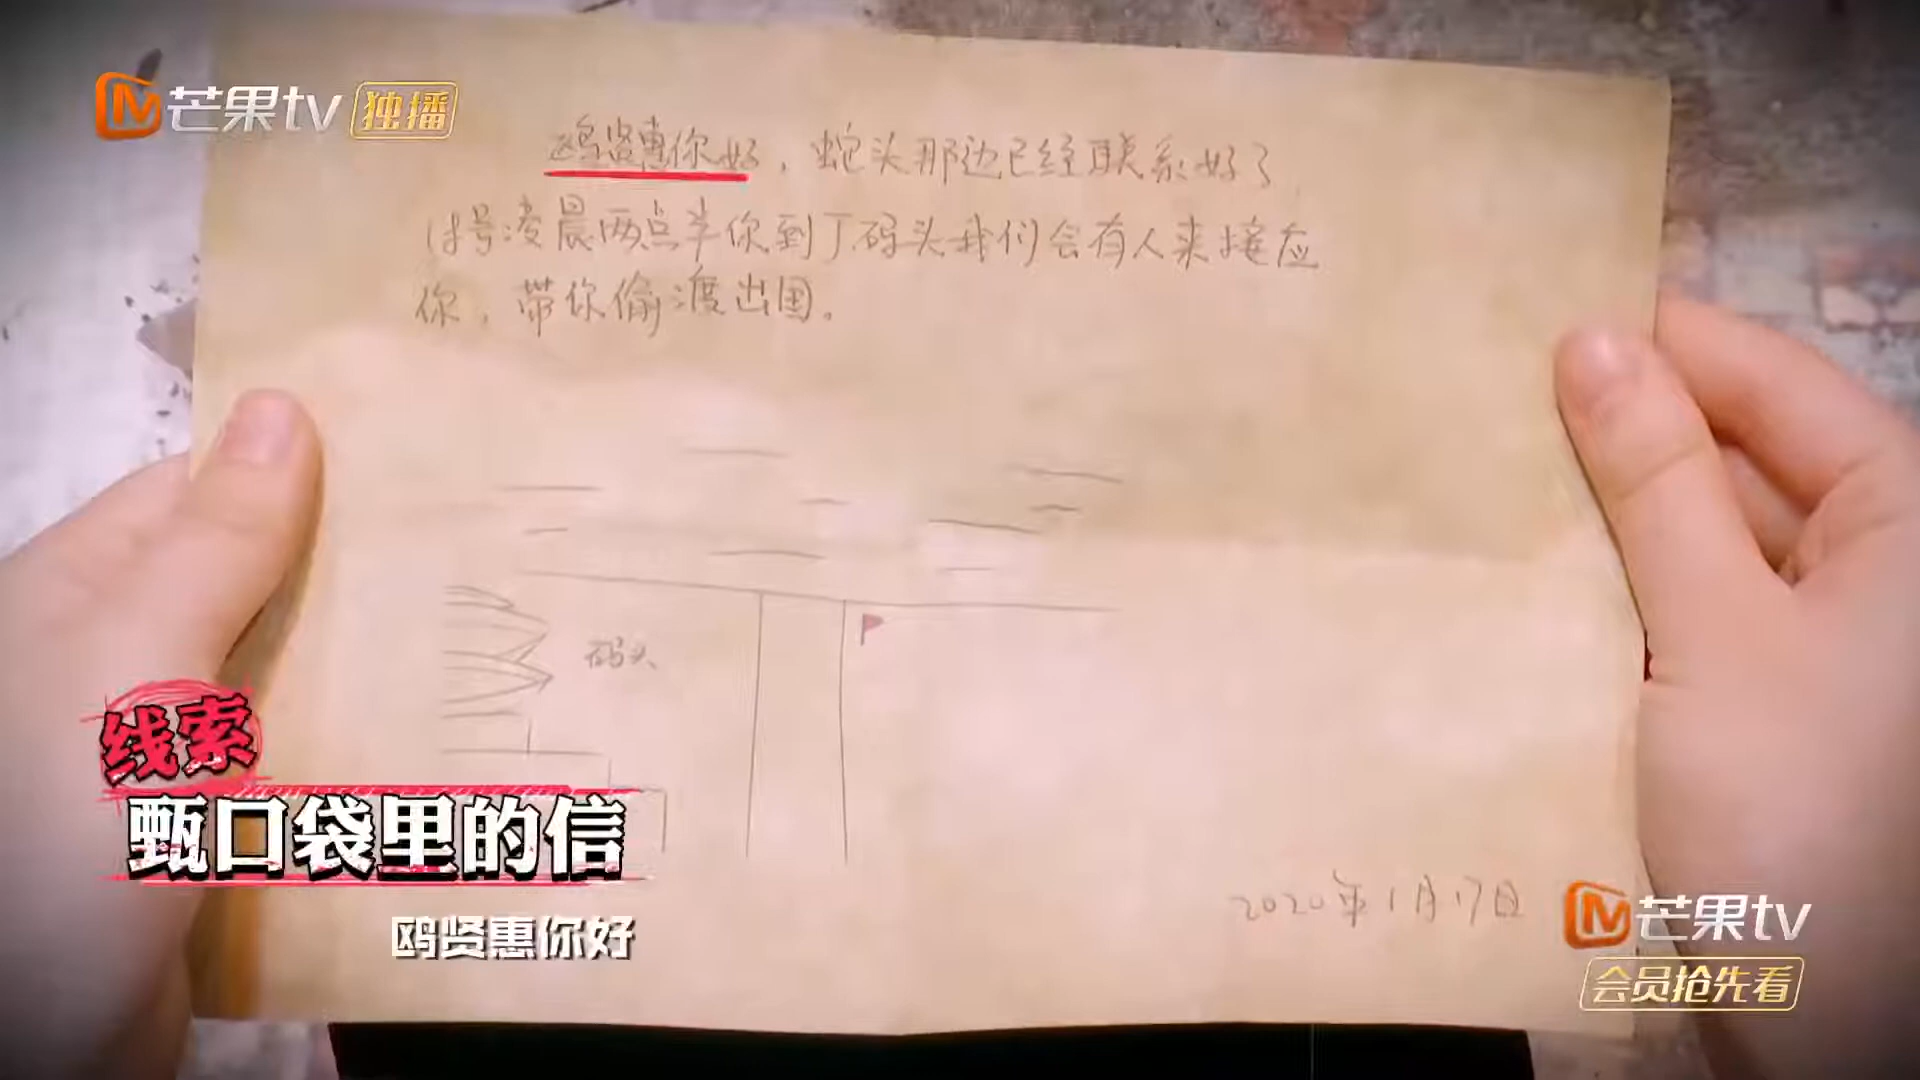 芒果tv 独播
鸥贤惠你好，蛇头那边已经联系好了，
18号凌晨两点半你到丁码头我们会有人来接应
你，带你偷渡出国。
码头
线索
甄口袋里的信
鸥贤惠你好
2020年1月17日
芒果tv
会员抢先看